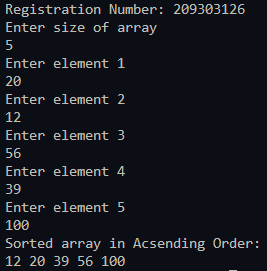 Registration Number: 209303126
Enter size of array
5
Enter element 1
20
Enter element 2
12
Enter element 3
56
Enter element 4
39
Enter element 5
100
Sorted array in Acsending Order:
12 20 39 56 100